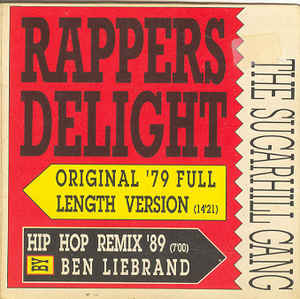 RAPPERS
DELIGHT
THE SUGARHILL GANG
ORIGINAL '79 FULL
LENGTH VERSION (14'21)
HIP HOP REMIX '89 (7'00)
BY BEN LIEBRAND